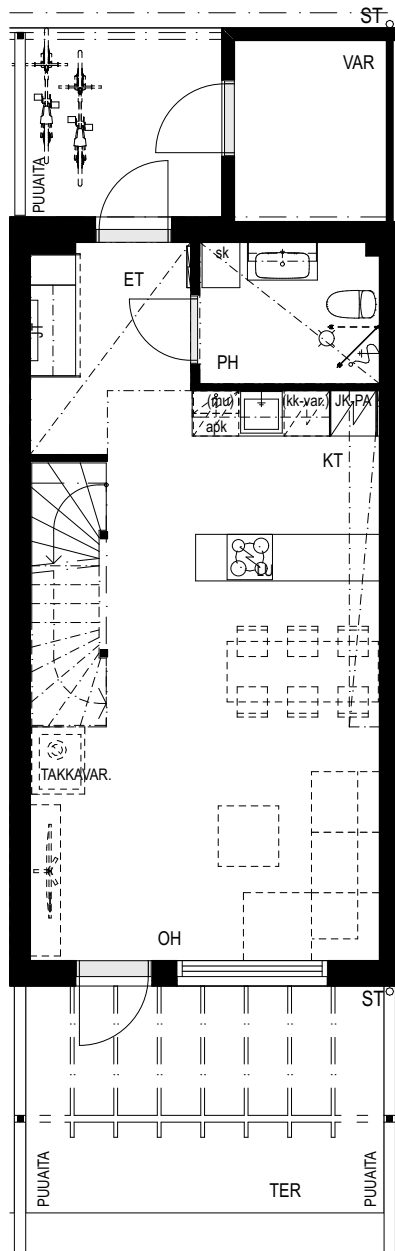 ST
VAR
PUUAITA
ET
sk
PH
(mu)
apk
(kk-var.)
JK-PA
KT
LU
TAKKAVAR.
OH
ST
PUUAITA
TER
PUUAITA